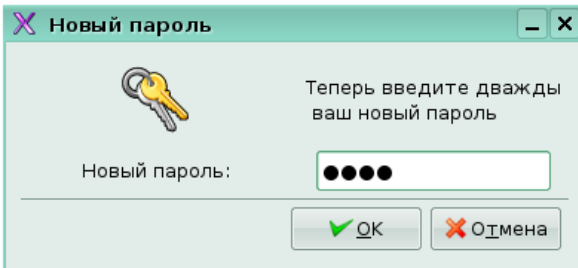 Новый пароль
Теперь введите дважды
ваш новый пароль
Новый пароль: ●●●●
OK Отмена